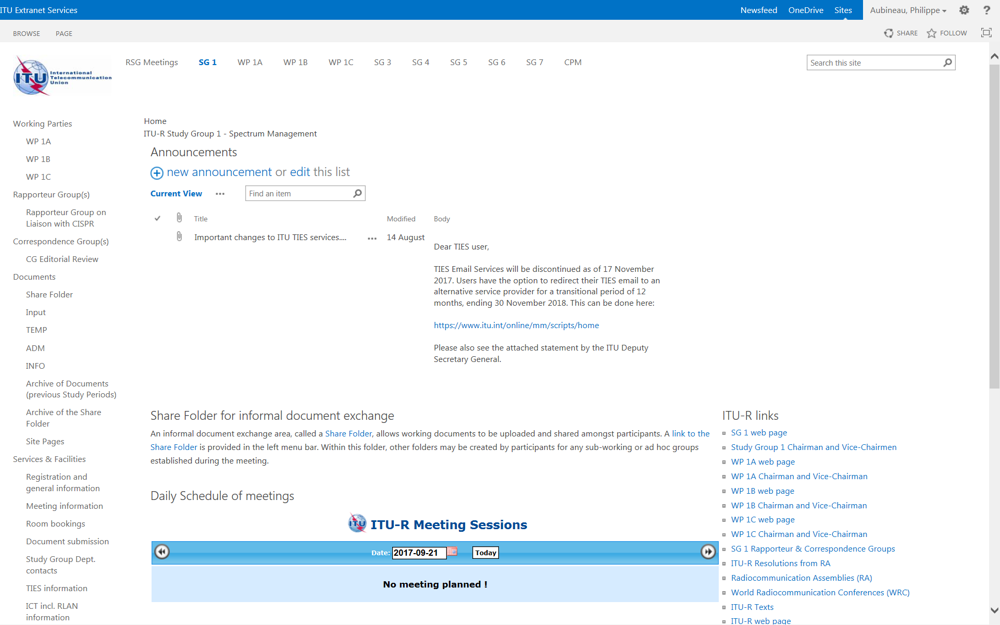 ITU Extranet Services
Newsfeed OneDrive Sites Aubineau, Philippe ?
BROWSE PAGE
SHARE FOLLOW
ITU International
Telecommunication
Union
RSG Meetings SG 1 WP 1A WP 1B WP 1C SG 3 SG 4 SG 5 SG 6 SG 7 CPM
Search this site
Working Parties
WP 1A
WP 1B
WP 1C
Rapporteur Group(s)
Rapporteur Group on
Liaison with CISPR
Correspondence Group(s)
CG Editorial Review
Documents
Share Folder
Input
TEMP
ADM
INFO
Archive of Documents
(previous Study Periods)
Archive of the Share
Folder
Site Pages
Services & Facilities
Registration and
general information
Meeting information
Room bookings
Document submission
Study Group Dept.
contacts
TIES information
ICT incl. RLAN
information
Home
ITU-R Study Group 1 - Spectrum Management
Announcements
new announcement or edit this list
Current View ••• Find an item
Title Modified Body
Important changes to ITU TIES services.... ••• 14 August
Dear TIES user,
TIES Email Services will be discontinued as of 17 November
2017. Users have the option to redirect their TIES email to an
alternative service provider for a transitional period of 12
months, ending 30 November 2018. This can be done here:
https://www.itu.int/online/mm/scripts/home
Please also see the attached statement by the ITU Deputy
Secretary General.
Share Folder for informal document exchange
An informal document exchange area, called a Share Folder, allows working documents to be uploaded and shared amongst participants. A link to the
Share Folder is provided in the left menu bar. Within this folder, other folders may be created by participants for any sub-working or ad hoc groups
established during the meeting.
Daily Schedule of meetings
ITU ITU-R Meeting Sessions
Date: 2017-09-21 Today
No meeting planned !
ITU-R links
SG 1 web page
Study Group 1 Chairman and Vice-Chairmen
WP 1A web page
WP 1A Chairman and Vice-Chairman
WP 1B web page
WP 1B Chairman and Vice-Chairman
WP 1C web page
WP 1C Chairman and Vice-Chairman
SG 1 Rapporteur & Correspondence Groups
ITU-R Resolutions from RA
Radiocommunication Assemblies (RA)
World Radiocommunication Conferences (WRC)
ITU-R Texts
ITU-R web page